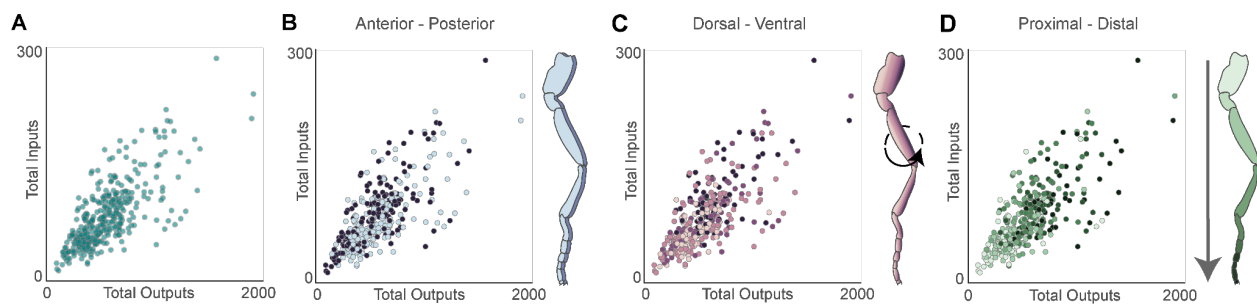 A
300
Total Inputs
0
0
Total Outputs
2000
B
Anterior - Posterior
300
Total Inputs
0
0
Total Outputs
2000
C
Dorsal - Ventral
300
Total Inputs
0
0
Total Outputs
2000
D
Proximal - Distal
300
Total Inputs
0
0
Total Outputs
2000